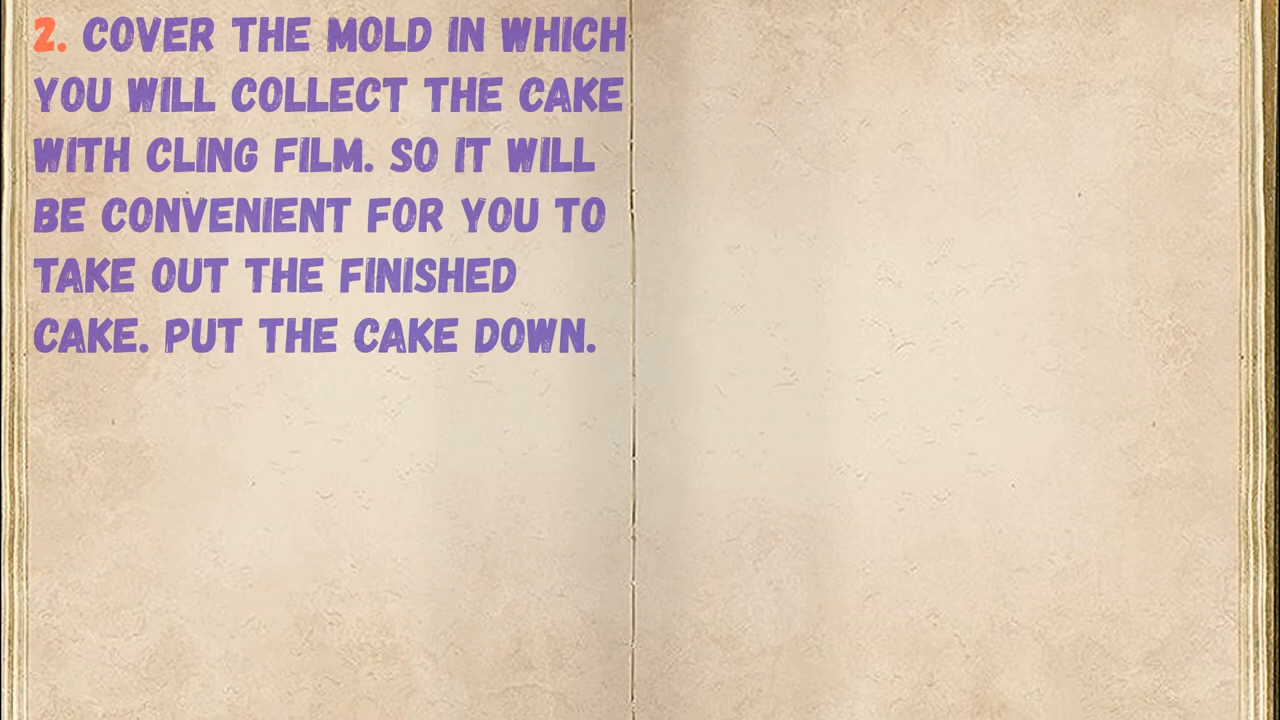 2. COVER THE MOLD IN WHICH
YOU WILL COLLECT THE CAKE
WITH CLING FILM. SO IT WILL
BE CONVENIENT FOR YOU TO
TAKE OUT THE FINISHED
CAKE. PUT THE CAKE DOWN.